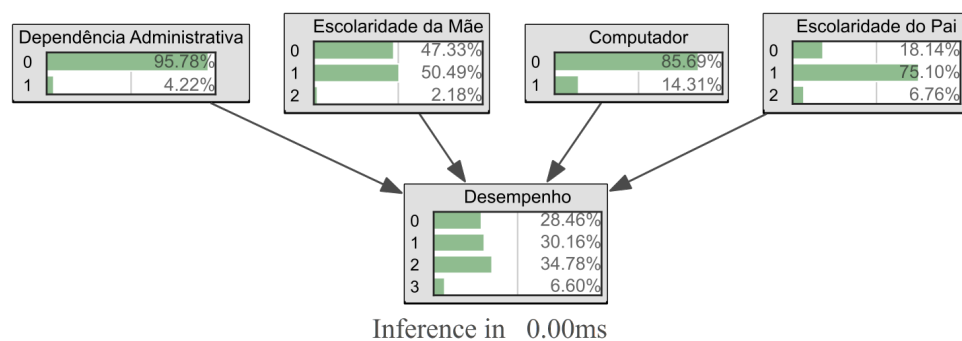 Dependência Administrativa
0 95.78%
1 4.22%
Escolaridade da Mãe
0 47.33%
1 50.49%
2 2.18%
Computador
0 85.69%
1 14.31%
Escolaridade do Pai
0 18.14%
1 75.10%
2 6.76%
Desempenho
0 28.46%
1 30.16%
2 34.78%
3 6.60%
Inference in 0.00ms